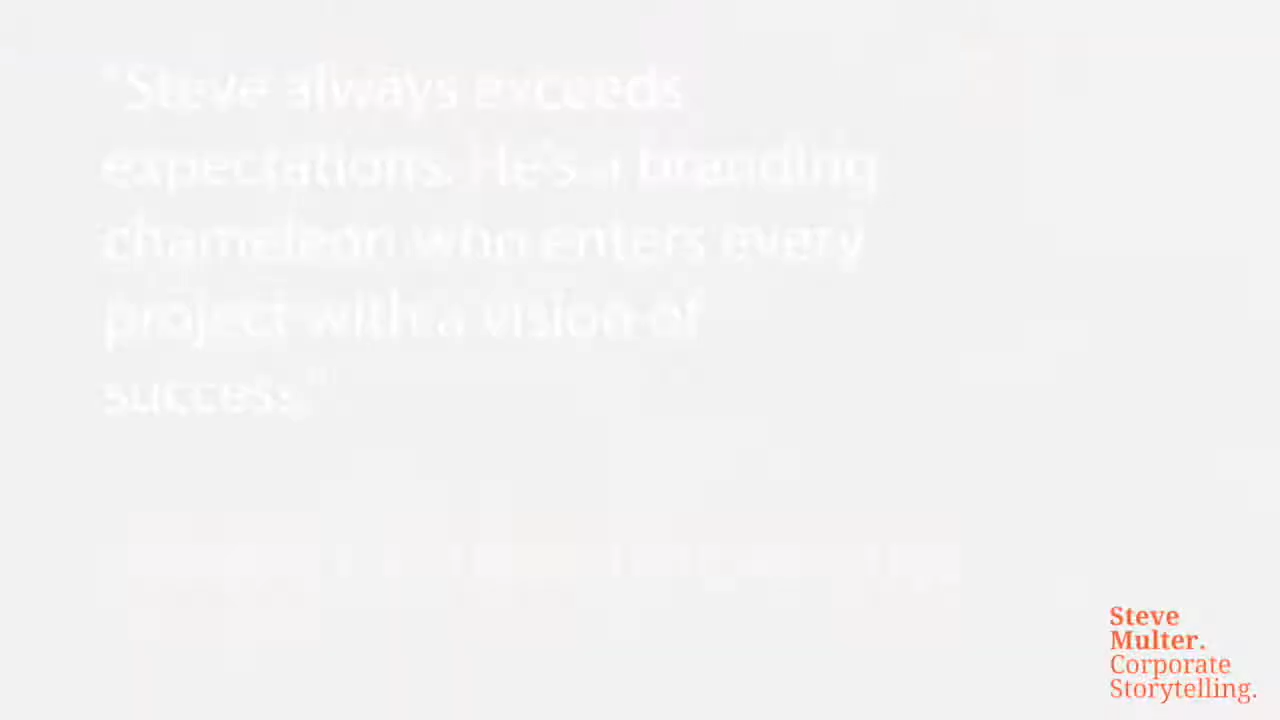 "Steve always exceeds
expectations. He's a branding
chameleon who enters every
project with a vision of
success."
Steve
Multer.
Corporate
Storytelling.